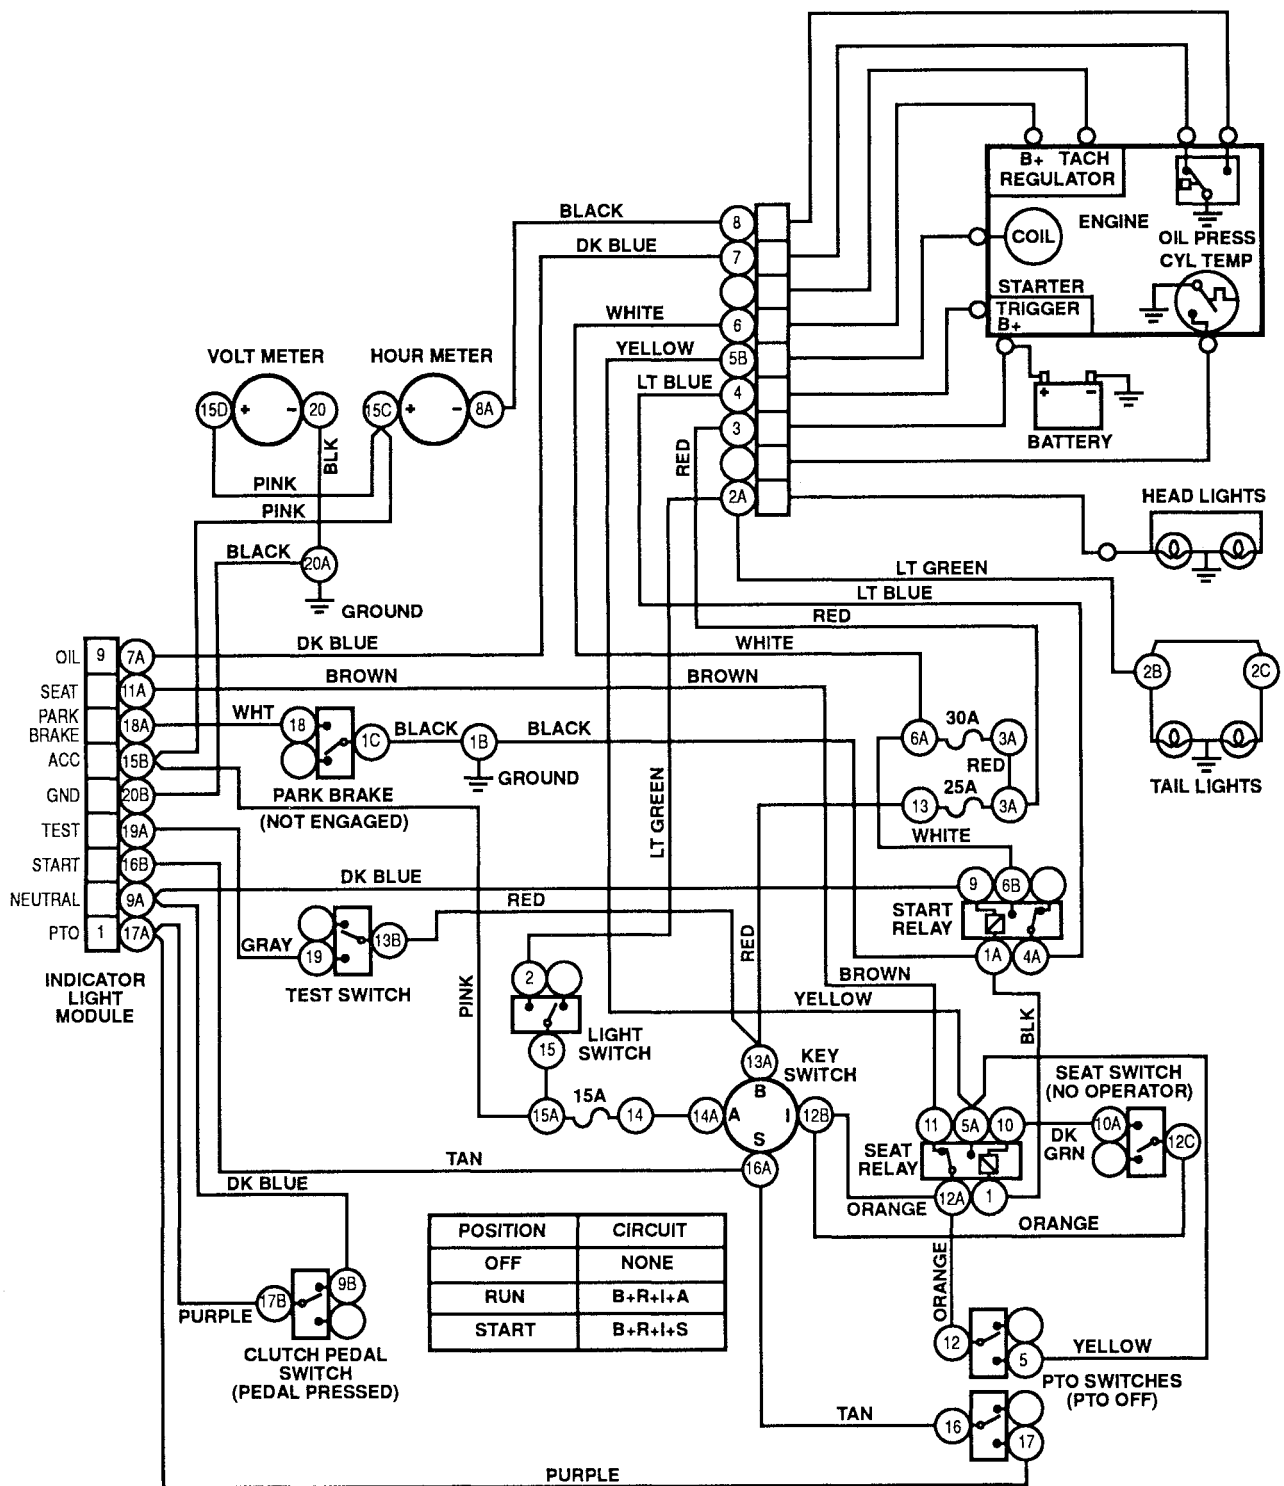 B+ TACH
REGULATOR
ENGINE
COIL
OIL PRESS
CYL TEMP
STARTER
TRIGGER
B+
+ -
BATTERY
BLACK
8
DK BLUE
7
WHITE
6
YELLOW
5B
LT BLUE
4
RED
3
2A
VOLT METER
HOUR METER
15D + - 20
15C + - 8A
BLK
PINK
PINK
BLACK
20A
GROUND
HEAD LIGHTS
LT GREEN
LT BLUE
RED
WHITE
2B
2C
TAIL LIGHTS
OIL 9 7A
DK BLUE
SEAT 11A
BROWN
BROWN
PARK
BRAKE
18A
WHT
18
1C
BLACK
1B
BLACK
GROUND
ACC 15B
GND 20B
TEST 19A
START 16B
NEUTRAL 9A
PTO 1 17A
INDICATOR
LIGHT
MODULE
PARK BRAKE
(NOT ENGAGED)
LT GREEN
6A 30A 3A
RED
13 25A 3A
WHITE
DK BLUE
9 6B
START
RELAY
1A 4A
RED
GRAY
19
13B
TEST SWITCH
PINK
RED
BROWN
YELLOW
BLK
2
LIGHT
SWITCH
15
13A
KEY
SWITCH
15A 15A 14 14A
B
A I
S
12B
16A
11 5A 10
SEAT
RELAY
12A 1
SEAT SWITCH
(NO OPERATOR)
10A
DK
GRN
12C
TAN
DK BLUE
ORANGE
ORANGE
ORANGE
POSITION CIRCUIT
OFF NONE
RUN B+R+I+A
START B+R+I+S
17B
9B
PURPLE
CLUTCH PEDAL
SWITCH
(PEDAL PRESSED)
12
5
YELLOW
PTO SWITCHES
(PTO OFF)
TAN
16
17
PURPLE